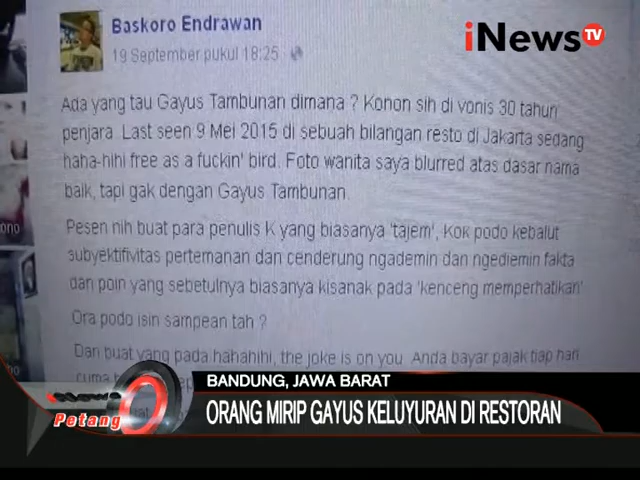 Baskoro Endrawan
19 September pukul 18:25
iNews TV
Ada yang tau Gayus Tambunan dimana ? Konon sih di vonis 30 tahun
penjara. Last seen 9 Mei 2015 di sebuah bilangan resto di Jakarta sedang
haha-hihi free as a fuckin' bird. Foto wanita saya blurred atas dasar nama
baik, tapi gak dengan Gayus Tambunan.
Pesen nih buat para penulis K yang biasanya 'tajem', Kok podo kebalut
subyektifivitas pertemanan dan cenderung ngademin dan ngediemin fakta
dan poin yang sebetulnya biasanya kisanak pada 'kenceng memperhatikan'
Ora podo isin sampean tah ?
Dan buat yang pada hahahihi, the joke is on you. Anda bayar pajak tiap hari
BANDUNG, JAWA BARAT
ORANG MIRIP GAYUS KELUYURAN DI RESTORAN
iNews
Petang